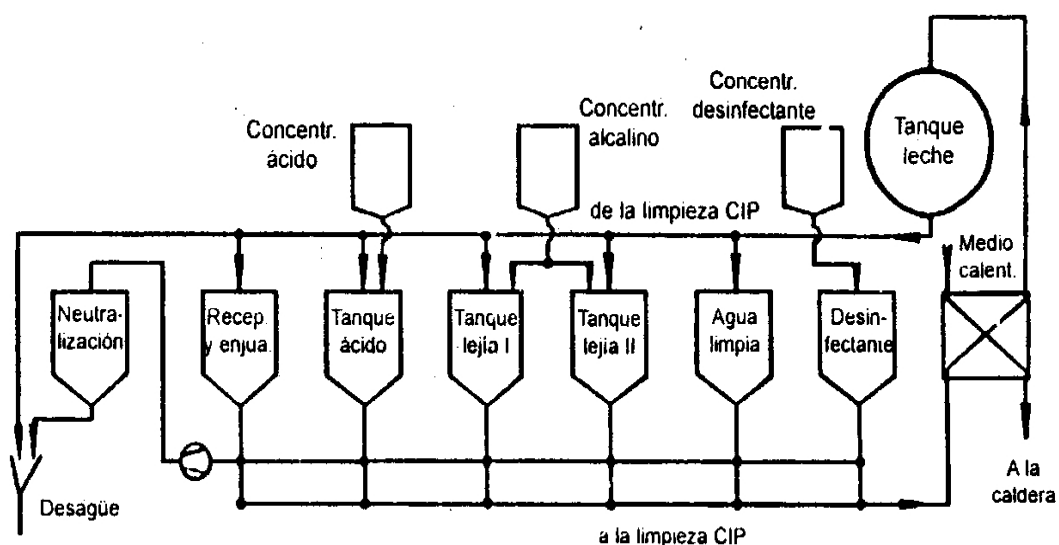 Concentr.
ácido
Concentr.
alcalino
Concentr.
desinfectante
Tanque
leche
de la limpieza CIP
Medio
calent.
Neutra-
lización
Recep.
y enjua.
Tanque
ácido
Tanque
lejía I
Tanque
lejía II
Agua
limpia
Desin-
fectante
Desagüe
A la
caldera
a la limpieza CIP